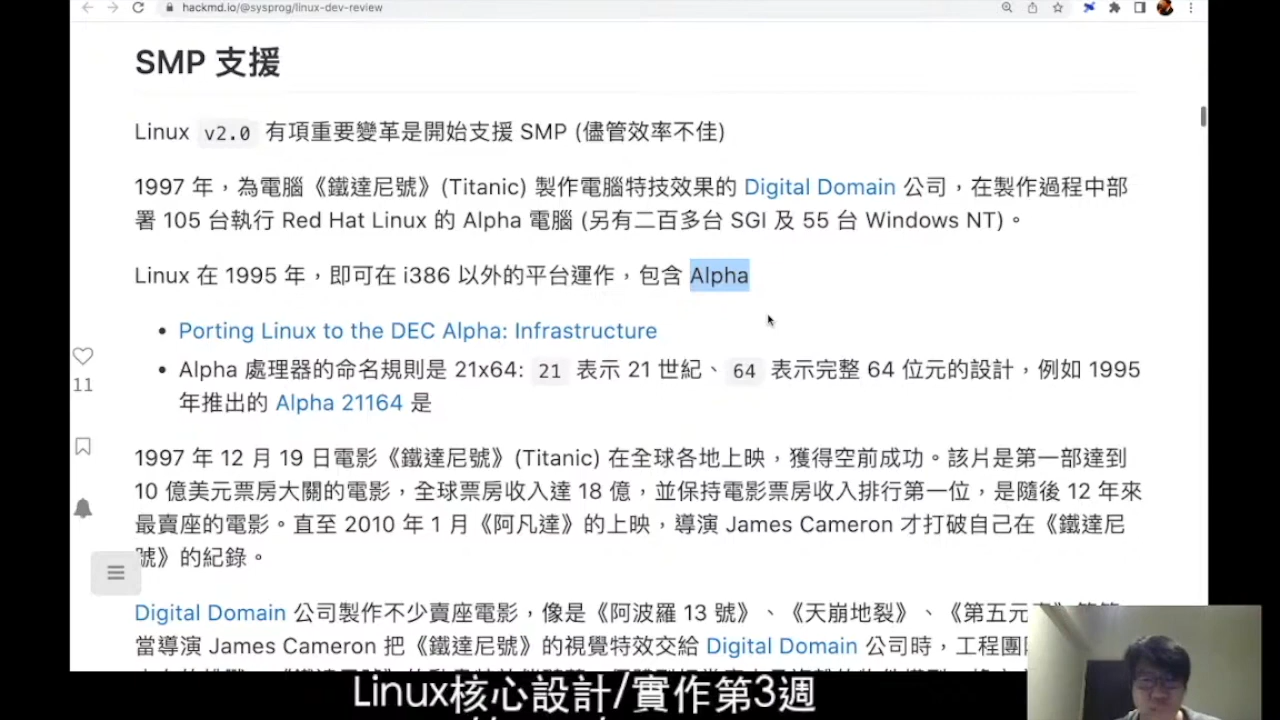 hackmd.io/@sysprog/linux-dev-review
SMP 支援
Linux v2.0 有項重要變革是開始支援 SMP (儘管效率不佳)
1997 年，為電腦《鐵達尼號》(Titanic) 製作電腦特技效果的 Digital Domain 公司，在製作過程中部
署 105 台執行 Red Hat Linux 的 Alpha 電腦 (另有二百多台 SGI 及 55 台 Windows NT)。
Linux 在 1995 年，即可在 i386 以外的平台運作，包含 Alpha
• Porting Linux to the DEC Alpha: Infrastructure
• Alpha 處理器的命名規則是 21x64: 21 表示 21 世紀、 64 表示完整 64 位元的設計，例如 1995
年推出的 Alpha 21164 是
11
1997 年 12 月 19 日電影《鐵達尼號》(Titanic) 在全球各地上映，獲得空前成功。該片是第一部達到
10 億美元票房大關的電影，全球票房收入達 18 億，並保持電影票房收入排行第一位，是隨後 12 年來
最賣座的電影。直至 2010 年 1 月《阿凡達》的上映，導演 James Cameron 才打破自己在《鐵達尼
號》的紀錄。
Digital Domain 公司製作不少賣座電影，像是《阿波羅 13 號》、《天崩地裂》、《第五元
當導演 James Cameron 把《鐵達尼號》的視覺特效交給 Digital Domain 公司時，工程團
Linux核心設計/實作第3週